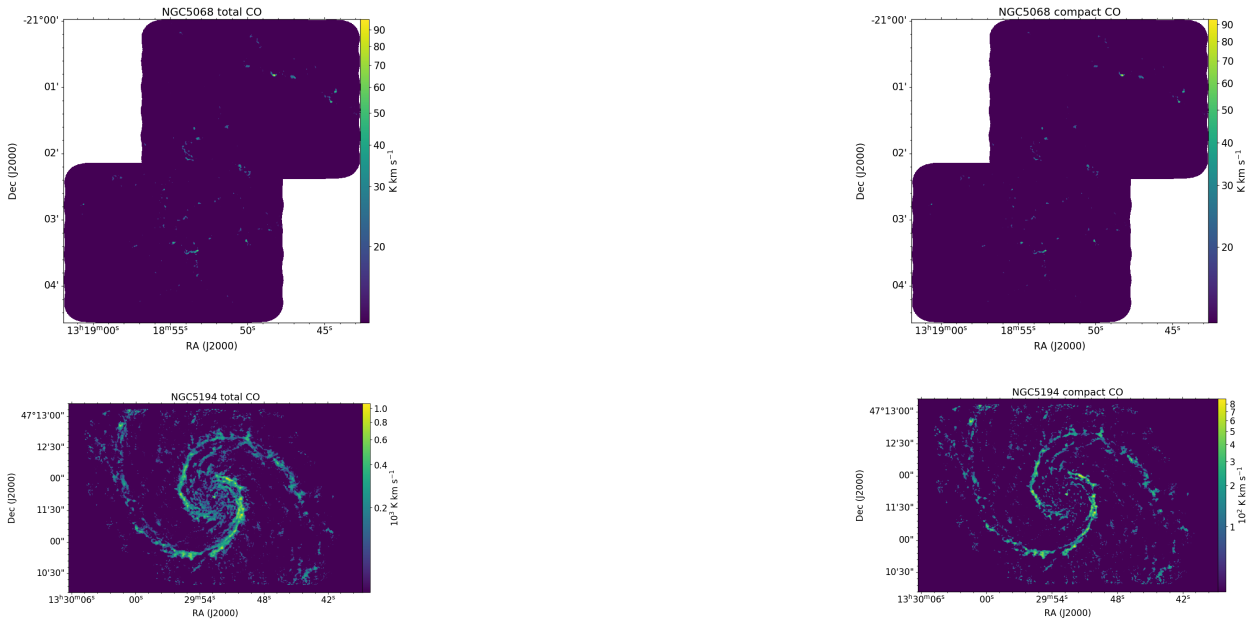 NGC5068 total CO
-21°00'
01'
02'
03'
04'
Dec (J2000)
13ʰ19ᵐ00ˢ 18ᵐ55ˢ 50ˢ 45ˢ
RA (J2000)
90
80
70
60
50
40
30
20
K km s⁻¹
NGC5068 compact CO
-21°00'
01'
02'
03'
04'
Dec (J2000)
13ʰ19ᵐ00ˢ 18ᵐ55ˢ 50ˢ 45ˢ
RA (J2000)
90
80
70
60
50
40
30
20
K km s⁻¹
NGC5194 total CO
47°13'00"
12'30"
00"
11'30"
00"
10'30"
Dec (J2000)
13ʰ30ᵐ06ˢ 00ˢ 29ᵐ54ˢ 48ˢ 42ˢ
RA (J2000)
1.0
0.8
0.6
0.4
0.2
10³ K km s⁻¹
NGC5194 compact CO
47°13'00"
12'30"
00"
11'30"
00"
10'30"
Dec (J2000)
13ʰ30ᵐ06ˢ 00ˢ 29ᵐ54ˢ 48ˢ 42ˢ
RA (J2000)
8
7
6
5
4
3
2
1
10² K km s⁻¹